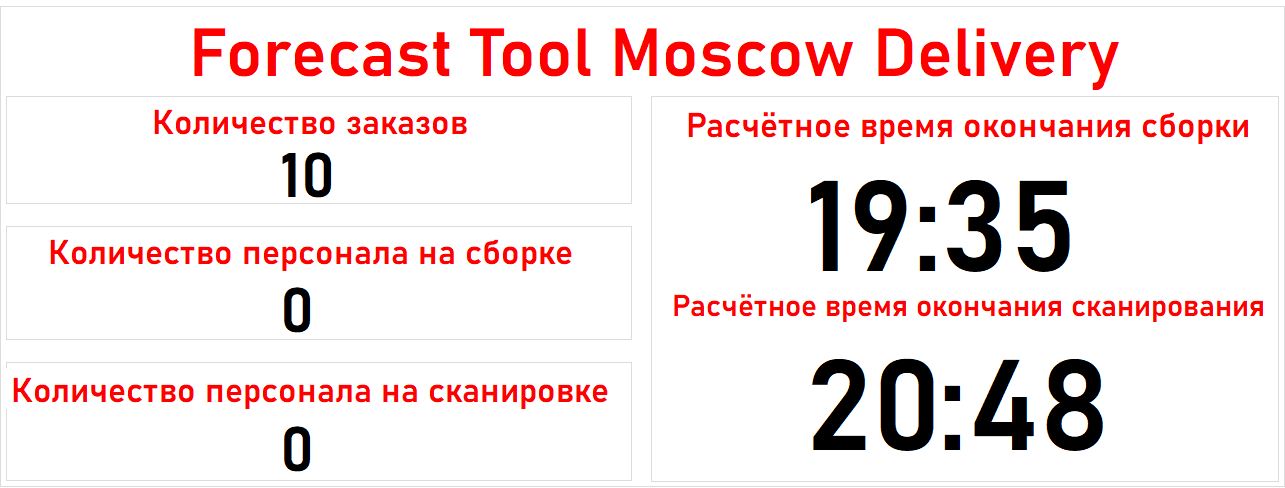 Forecast Tool Moscow Delivery
Количество заказов
10
Количество персонала на сборке
0
Количество персонала на сканировке
0
Расчётное время окончания сборки
19:35
Расчётное время окончания сканирования
20:48